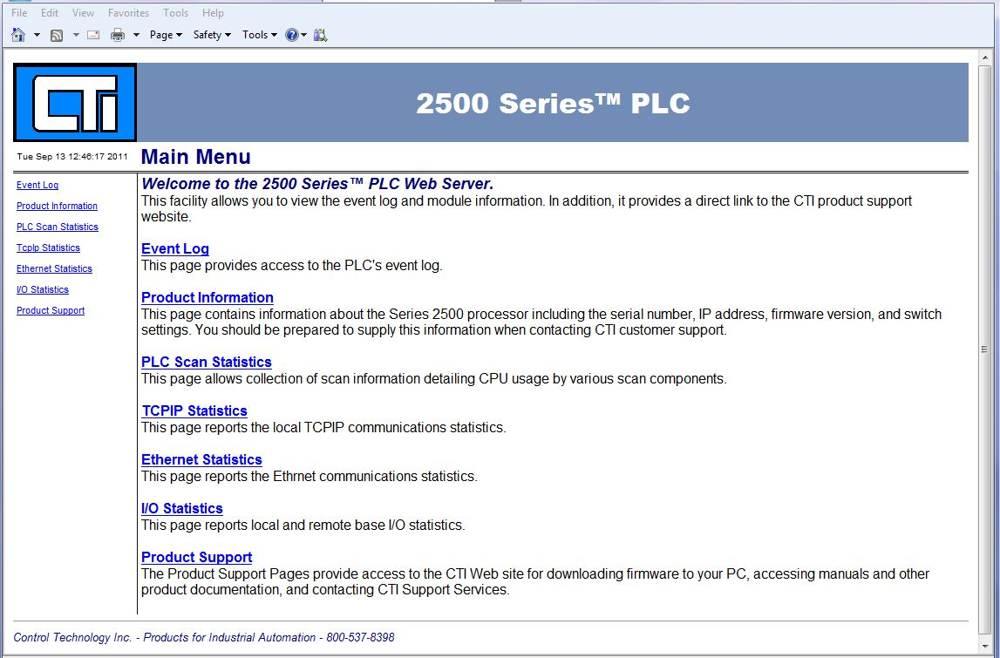 File Edit View Favorites Tools Help
Page Safety Tools
CTi
2500 Series™ PLC
Tue Sep 13 12:46:17 2011
Main Menu
Event Log
Product Information
PLC Scan Statistics
TcpIp Statistics
Ethernet Statistics
I/O Statistics
Product Support
Welcome to the 2500 Series™ PLC Web Server.
This facility allows you to view the event log and module information. In addition, it provides a direct link to the CTI product support
website.
Event Log
This page provides access to the PLC's event log.
Product Information
This page contains information about the Series 2500 processor including the serial number, IP address, firmware version, and switch
settings. You should be prepared to supply this information when contacting CTI customer support.
PLC Scan Statistics
This page allows collection of scan information detailing CPU usage by various scan components.
TCPIP Statistics
This page reports the local TCPIP communications statistics.
Ethernet Statistics
This page reports the Ethrnet communications statistics.
I/O Statistics
This page reports local and remote base I/O statistics.
Product Support
The Product Support Pages provide access to the CTI Web site for downloading firmware to your PC, accessing manuals and other
product documentation, and contacting CTI Support Services.
Control Technology Inc. - Products for Industrial Automation - 800-537-8398